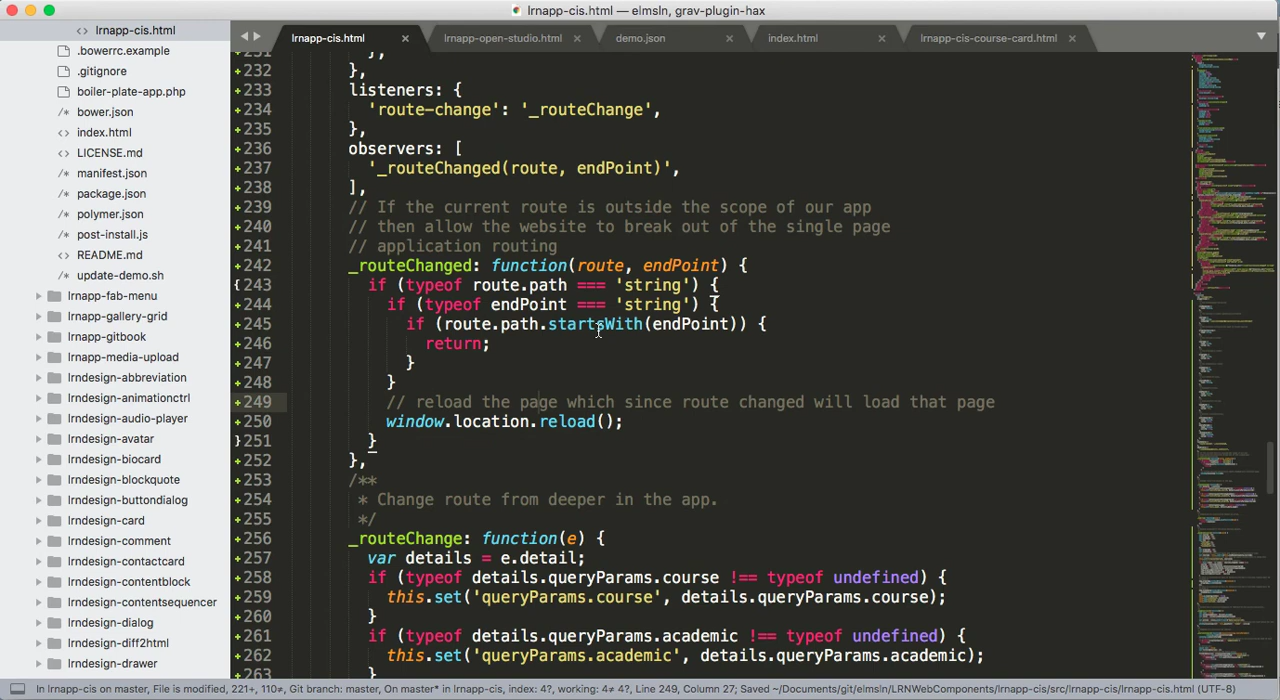 lrnapp-cis.html — elmsln, grav-plugin-hax
<> lrnapp-cis.html
.bowerrc.example
.gitignore
boiler-plate-app.php
/* bower.json
<> index.html
<> LICENSE.md
/* manifest.json
/* package.json
/* polymer.json
/* post-install.js
<> README.md
/* update-demo.sh
lrnapp-fab-menu
lrnapp-gallery-grid
lrnapp-gitbook
lrnapp-media-upload
lrndesign-abbreviation
lrndesign-animationctrl
lrndesign-audio-player
lrndesign-avatar
lrndesign-biocard
lrndesign-blockquote
lrndesign-buttondialog
lrndesign-card
lrndesign-comment
lrndesign-contactcard
lrndesign-contentblock
lrndesign-contentsequencer
lrndesign-dialog
lrndesign-diff2html
lrndesign-drawer
lrnapp-cis.html × lrnapp-open-studio.html × demo.json × index.html × lrnapp-cis-course-card.html ×
231 },
232 },
233 listeners: {
234 'route-change': '_routeChange',
235 },
236 observers: [
237 '_routeChanged(route, endPoint)',
238 ],
239 // If the current route is outside the scope of our app
240 // then allow the website to break out of the single page
241 // application routing
242 _routeChanged: function(route, endPoint) {
243 if (typeof route.path === 'string') {
244 if (typeof endPoint === 'string') {
245 if (route.path.startsWith(endPoint)) {
246 return;
247 }
248 }
249 // reload the page which since route changed will load that page
250 window.location.reload();
251 }
252 },
253 /**
254 * Change route from deeper in the app.
255 */
256 _routeChange: function(e) {
257 var details = e.detail;
258 if (typeof details.queryParams.course !== typeof undefined) {
259 this.set('queryParams.course', details.queryParams.course);
260 }
261 if (typeof details.queryParams.academic !== typeof undefined) {
262 this.set('queryParams.academic', details.queryParams.academic);
263 }
In lrnapp-cis on master, File is modified, 221+, 110≠, Git branch: master, On master* in lrnapp-cis, index: 4?, working: 4≠ 4?, Line 249, Column 27; Saved ~/Documents/git/elmsln/LRNWebComponents/lrnapp-cis/src/lrnapp-cis/lrnapp-cis.html (UTF-8)